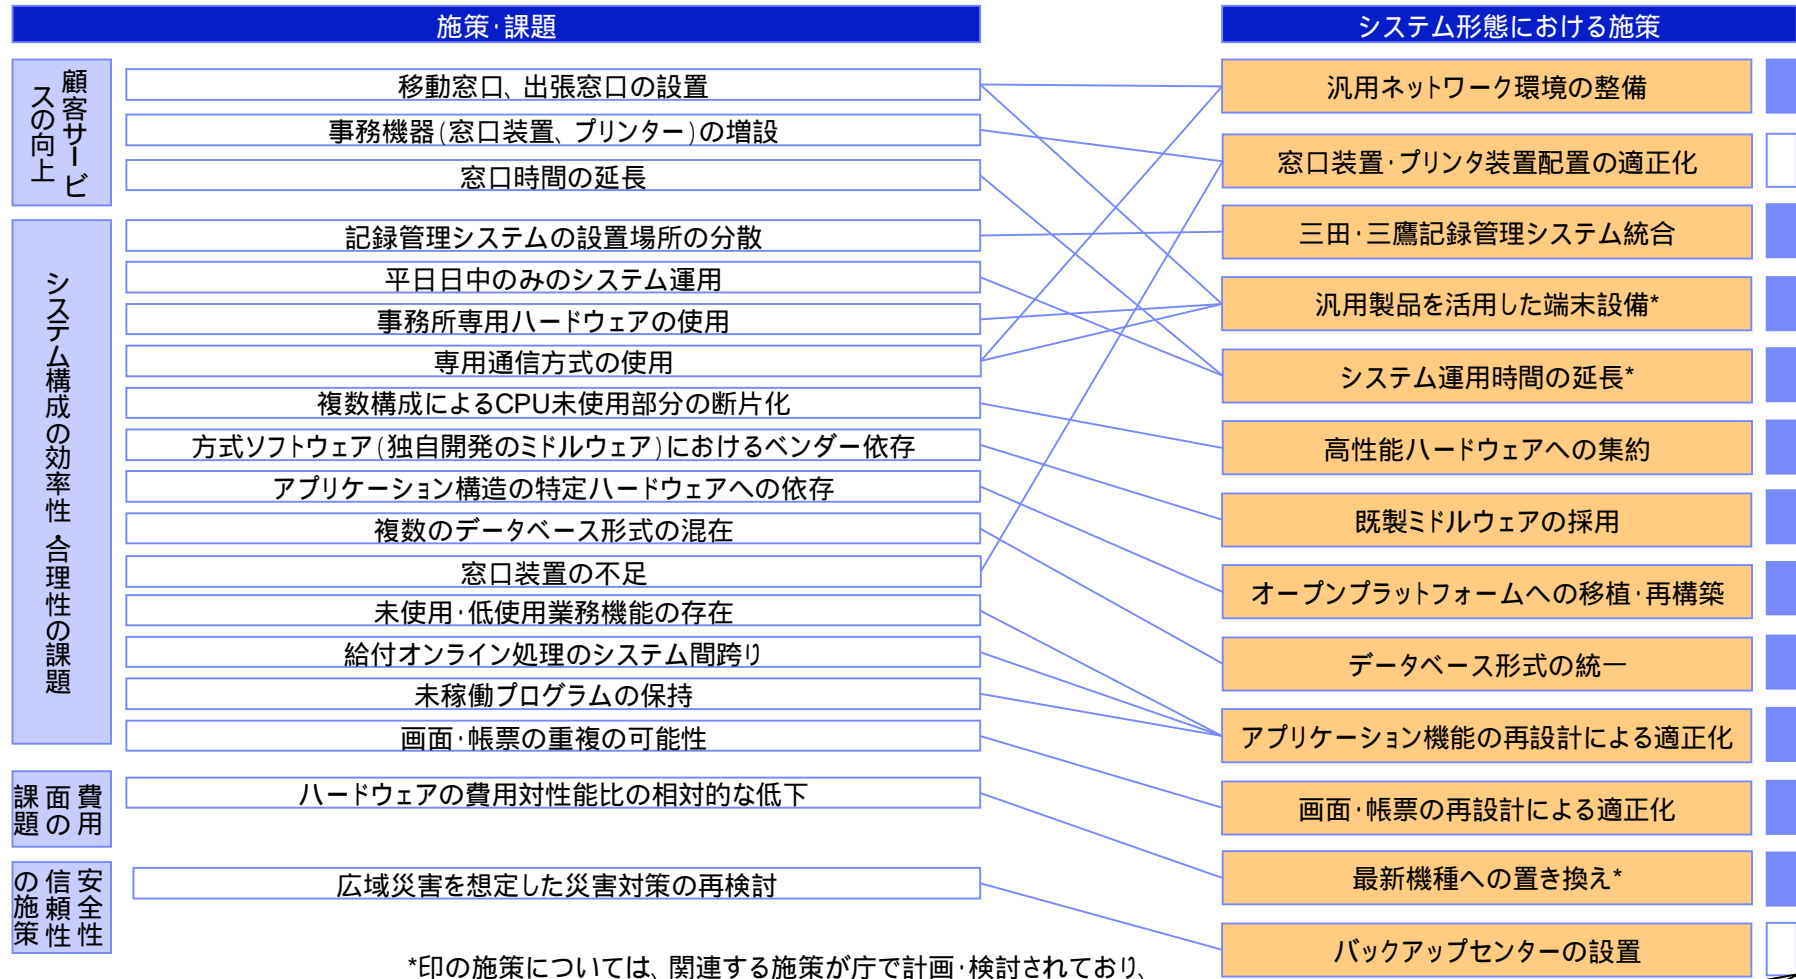 施策・課題
システム形態における施策
顧客サービスの向上
移動窓口、出張窓口の設置
事務機器(窓口装置、プリンター)の増設
窓口時間の延長
システム構成の効率性・合理性の課題
記録管理システムの設置場所の分散
平日日中のみのシステム運用
事務所専用ハードウェアの使用
専用通信方式の使用
複数構成によるCPU未使用部分の断片化
方式ソフトウェア(独自開発のミドルウェア)におけるベンダー依存
アプリケーション構造の特定ハードウェアへの依存
複数のデータベース形式の混在
窓口装置の不足
未使用・低使用業務機能の存在
給付オンライン処理のシステム間跨り
未稼働プログラムの保持
画面・帳票の重複の可能性
費用面の課題
ハードウェアの費用対性能比の相対的な低下
安全性信頼性の施策
広域災害を想定した災害対策の再検討
汎用ネットワーク環境の整備
窓口装置・プリンタ装置配置の適正化
三田・三鷹記録管理システム統合
汎用製品を活用した端末設備*
システム運用時間の延長*
高性能ハードウェアへの集約
既製ミドルウェアの採用
オープンプラットフォームへの移植・再構築
データベース形式の統一
アプリケーション機能の再設計による適正化
画面・帳票の再設計による適正化
最新機種への置き換え*
バックアップセンターの設置
*印の施策については、関連する施策が庁で計画・検討されており、